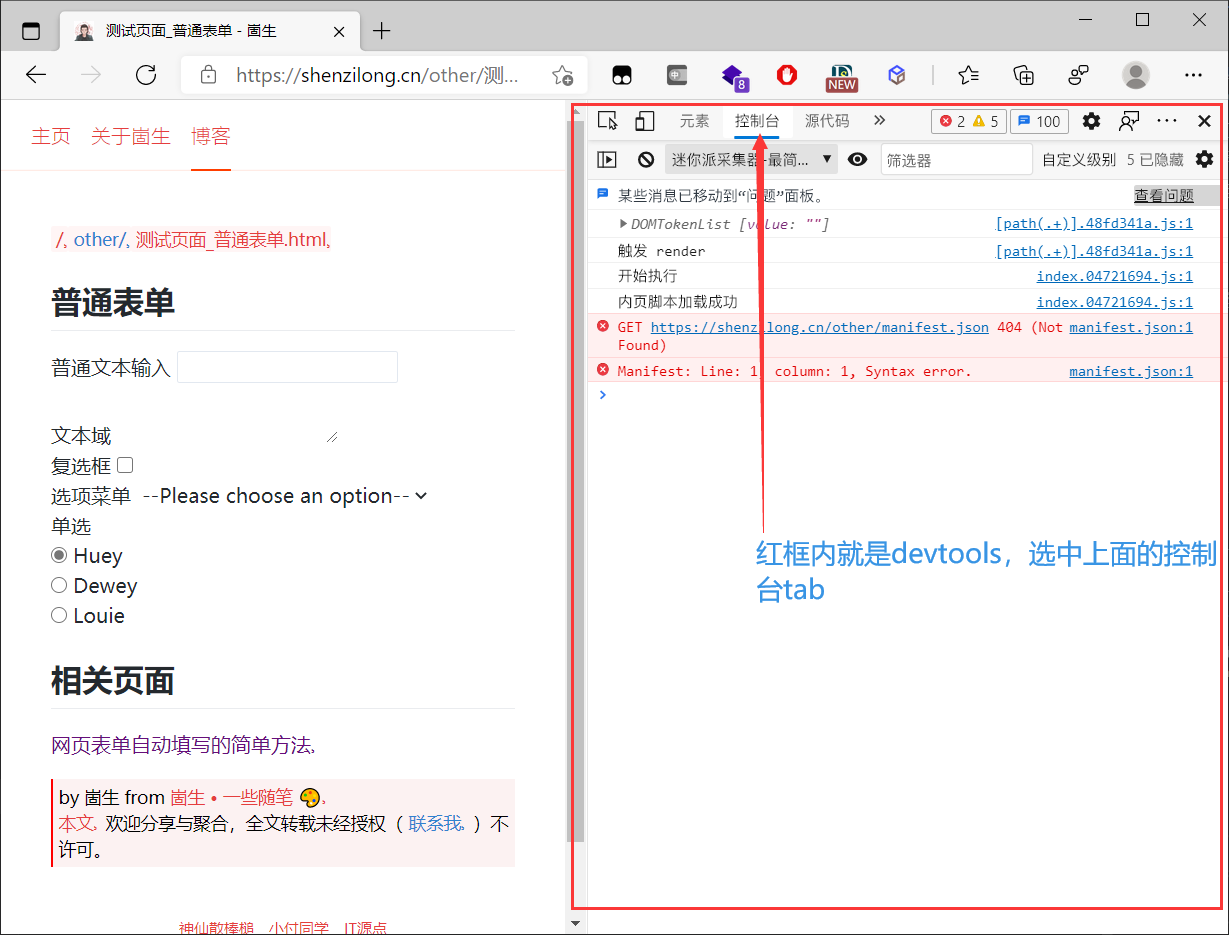 测试页面_普通表单 - 崮生
https://shenzilong.cn/other/测...
8
NEW
主页 关于崮生 博客
/, other/, 测试页面_普通表单.html,
普通表单
普通文本输入
文本域
复选框
选项菜单 --Please choose an option--
单选
Huey
Dewey
Louie
相关页面
网页表单自动填写的简单方法,
by 崮生 from 崮生 • 一些随笔 🎨,
本文, 欢迎分享与聚合，全文转载未经授权（ 联系我, ）不
许可。
神仙散棒槌 小付同学 IT源点
元素 控制台 源代码 2 5 100
迷你派采集器-最简... 筛选器 自定义级别 5 已隐藏
某些消息已移动到“问题”面板。 查看问题
DOMTokenList [value: ""] [path(.+)].48fd341a.js:1
触发 render [path(.+)].48fd341a.js:1
开始执行 index.04721694.js:1
内页脚本加载成功 index.04721694.js:1
GET https://shenzilong.cn/other/manifest.json 404 (Not manifest.json:1
Found)
Manifest: Line: 1, column: 1, Syntax error. manifest.json:1
红框内就是devtools，选中上面的控制
台tab